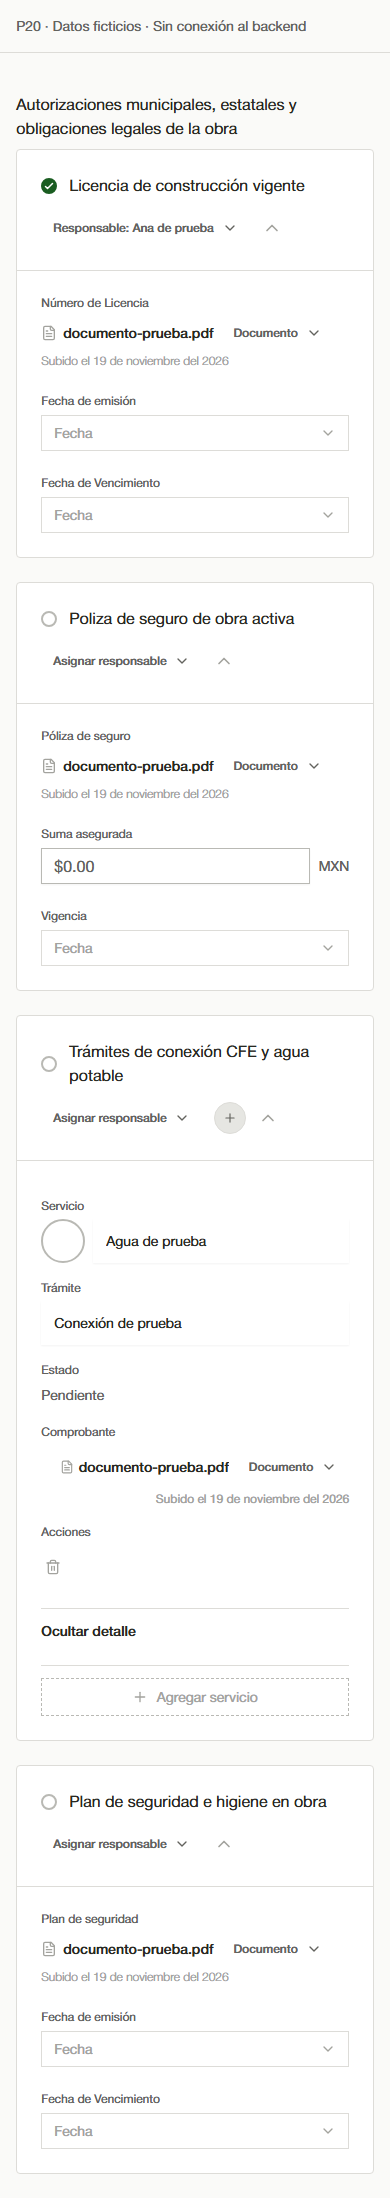 P20 · Datos ficticios · Sin conexión al backend
Autorizaciones municipales, estatales y
obligaciones legales de la obra
Licencia de construcción vigente
Responsable: Ana de prueba
Número de Licencia
documento-prueba.pdf Documento
Subido el 19 de noviembre del 2026
Fecha de emisión
Fecha
Fecha de Vencimiento
Fecha
Poliza de seguro de obra activa
Asignar responsable
Póliza de seguro
documento-prueba.pdf Documento
Subido el 19 de noviembre del 2026
Suma asegurada
$0.00 MXN
Vigencia
Fecha
Trámites de conexión CFE y agua
potable
Asignar responsable
Servicio
Agua de prueba
Trámite
Conexión de prueba
Estado
Pendiente
Comprobante
documento-prueba.pdf Documento
Subido el 19 de noviembre del 2026
Acciones
Ocultar detalle
Agregar servicio
Plan de seguridad e higiene en obra
Asignar responsable
Plan de seguridad
documento-prueba.pdf Documento
Subido el 19 de noviembre del 2026
Fecha de emisión
Fecha
Fecha de Vencimiento
Fecha